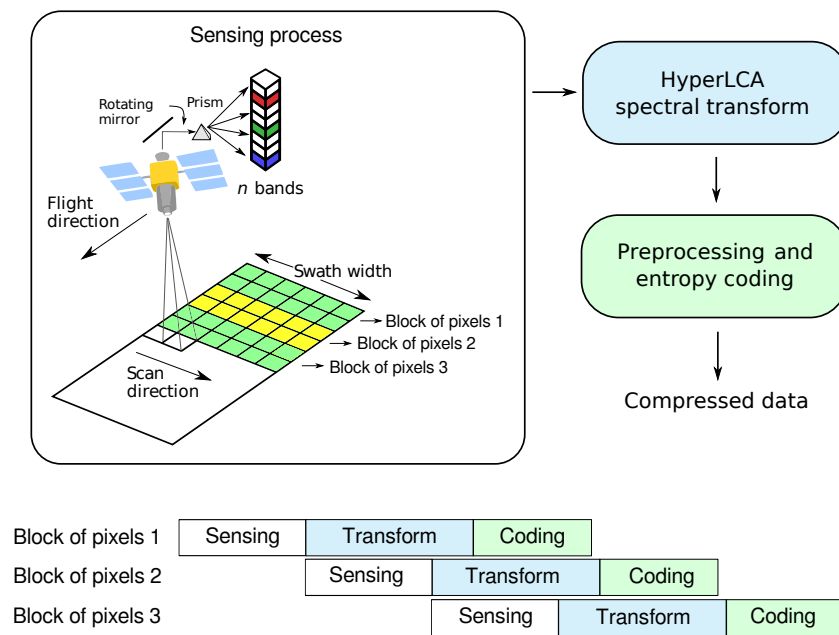 Sensing process
Rotating
mirror
Prism
n bands
Flight
direction
Swath width
Block of pixels 1
Block of pixels 2
Block of pixels 3
Scan
direction
HyperLCA
spectral transform
Preprocessing and
entropy coding
Compressed data
Block of pixels 1 Sensing Transform Coding
Block of pixels 2 Sensing Transform Coding
Block of pixels 3 Sensing Transform Coding